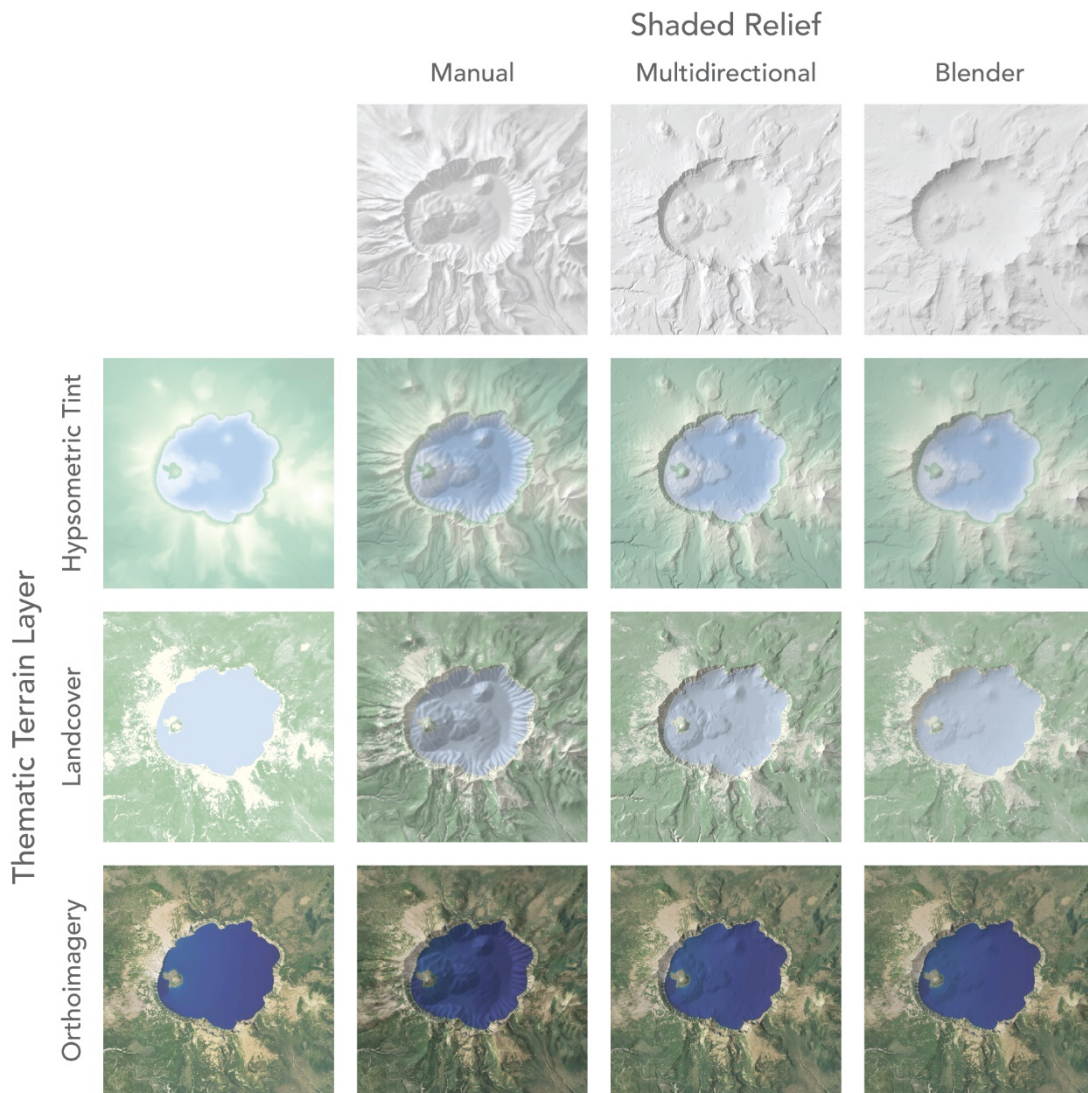 Shaded Relief
Manual
Multidirectional
Blender
Thematic Terrain Layer
Hypsometric Tint
Landcover
Orthoimagery